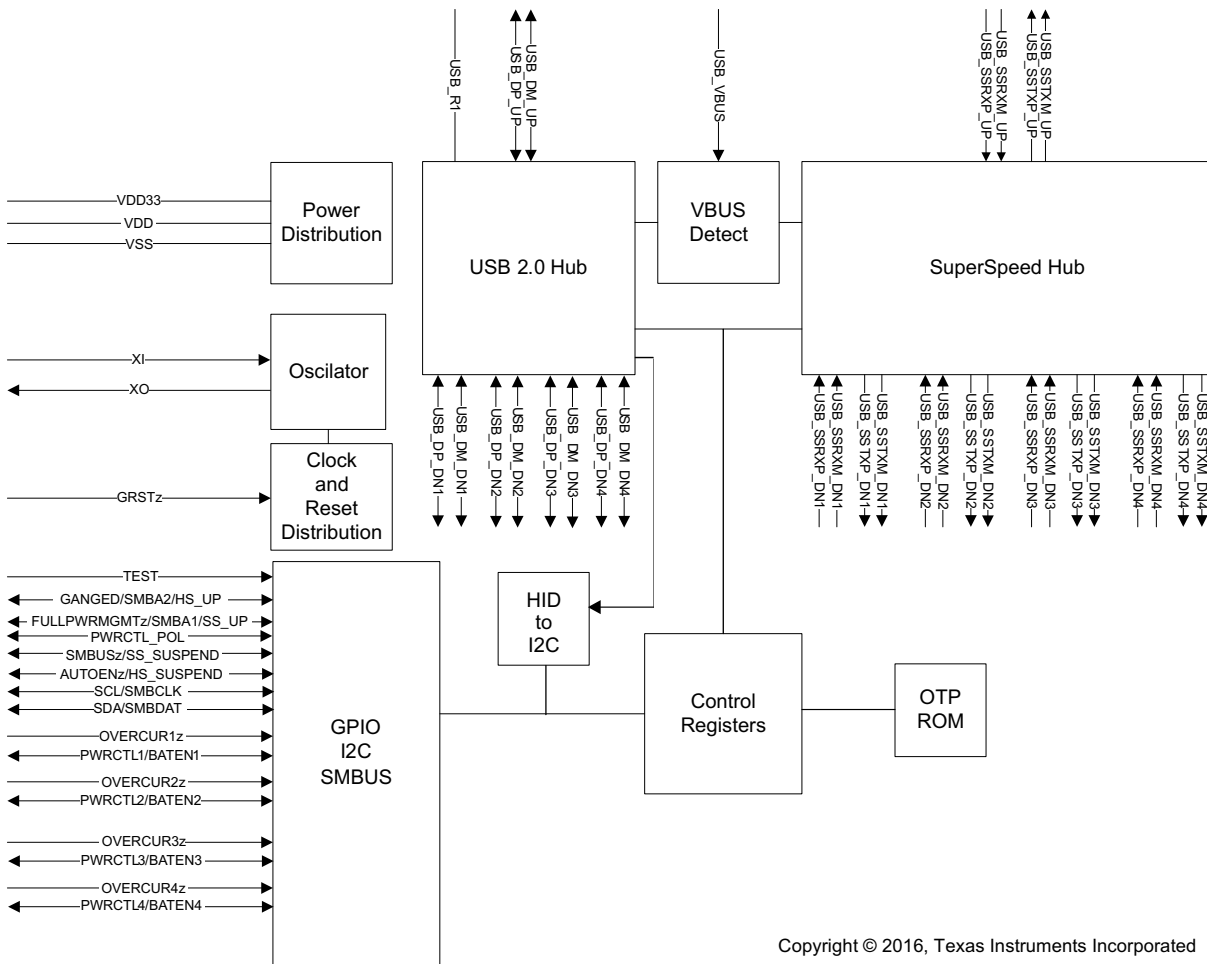 USB_R1
USB_DP_UP
USB_DM_UP
USB_VBUS
USB_SSRXP_UP
USB_SSRXM_UP
USB_SSTXP_UP
USB_SSTXM_UP
VDD33
VDD
VSS
Power
Distribution
USB 2.0 Hub
VBUS
Detect
SuperSpeed Hub
XI
XO
Oscilator
GRSTz
Clock
and
Reset
Distribution
USB_DP_DN1
USB_DM_DN1
USB_DP_DN2
USB_DM_DN2
USB_DP_DN3
USB_DM_DN3
USB_DP_DN4
USB_DM_DN4
USB_SSRXP_DN1
USB_SSRXM_DN1
USB_SSTXP_DN1
USB_SSTXM_DN1
USB_SSRXP_DN2
USB_SSRXM_DN2
USB_SSTXP_DN2
USB_SSTXM_DN2
USB_SSRXP_DN3
USB_SSRXM_DN3
USB_SSTXP_DN3
USB_SSTXM_DN3
USB_SSRXP_DN4
USB_SSRXM_DN4
USB_SSTXP_DN4
USB_SSTXM_DN4
TEST
GANGED/SMBA2/HS_UP
FULLPWRMGMTz/SMBA1/SS_UP
PWRCTL_POL
SMBUSz/SS_SUSPEND
AUTOENz/HS_SUSPEND
SCL/SMBCLK
SDA/SMBDAT
OVERCUR1z
PWRCTL1/BATEN1
OVERCUR2z
PWRCTL2/BATEN2
OVERCUR3z
PWRCTL3/BATEN3
OVERCUR4z
PWRCTL4/BATEN4
GPIO
I2C
SMBUS
HID
to
I2C
Control
Registers
OTP
ROM
Copyright © 2016, Texas Instruments Incorporated